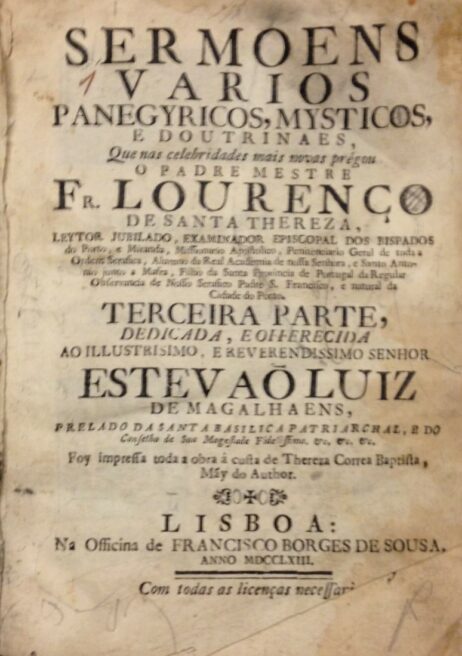 SERMOENS
1
VARIOS
PANEGYRICOS, MYSTICOS,
E DOUTRINAES,
Que nas celebridades mais novas prégou
O PADRE MESTRE
FR. LOURENÇO
DE SANTA THEREZA,
LEYTOR JUBILADO, EXAMINADOR EPISCOPAL DOS BISPADOS
do Porto, e Miranda, Missionario Apostolico, Penitenciario Geral de toda a
Ordem Serafica, Alumno da Real Academia de nossa Senhora, e Santo Anto-
nio junto a Mafra, Filho da Santa Provincia de Portugal da Regular
Observancia de Nosso Serafico Padre S. Francisco, e natural da
Cidade do Porto.
TERCEIRA PARTE,
DEDICADA, E OFFERECIDA
AO ILLUSTRISIMO, E REVERENDISSIMO SENHOR
ESTEVAÕ LUIZ
DE MAGALHAENS,
PRELADO DA SANTA BASILICA PATRIARCHAL, E DO
Conselho de Sua Magestade Fidelissima. &c. &c. &c.
Foy impressa toda a obra á custa de Thereza Correa Baptista,
Mãy do Author.
LISBOA:
Na Officina de FRANCISCO BORGES DE SOUSA.
ANNO MDCCLXIII.
Com todas as licenças necessari